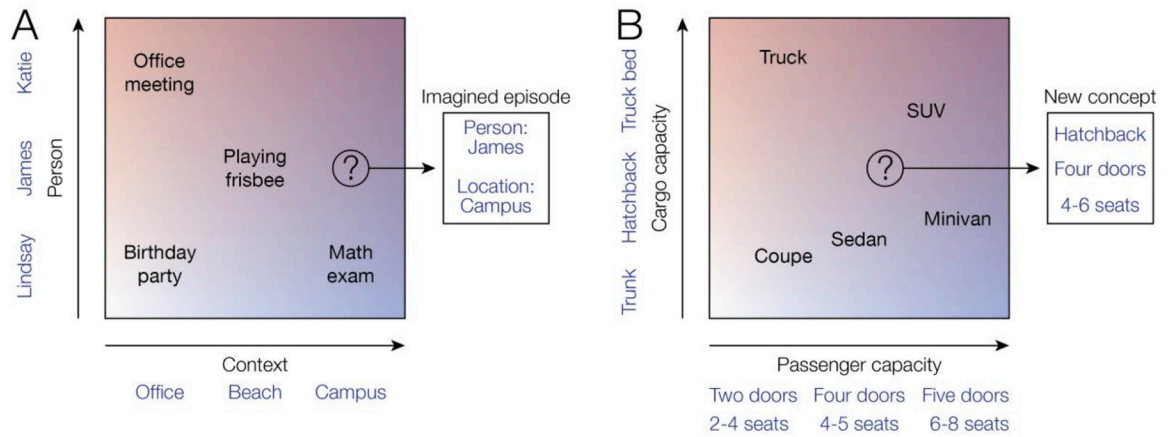 A
Katie
James
Lindsay
Person
Office
meeting
Playing
frisbee
?
Birthday
party
Math
exam
Imagined episode
Person:
James
Location:
Campus
Context
Office Beach Campus
B
Truck bed
Hatchback
Trunk
Cargo capacity
Truck
SUV
?
Minivan
Sedan
Coupe
New concept
Hatchback
Four doors
4-6 seats
Passenger capacity
Two doors Four doors Five doors
2-4 seats 4-5 seats 6-8 seats